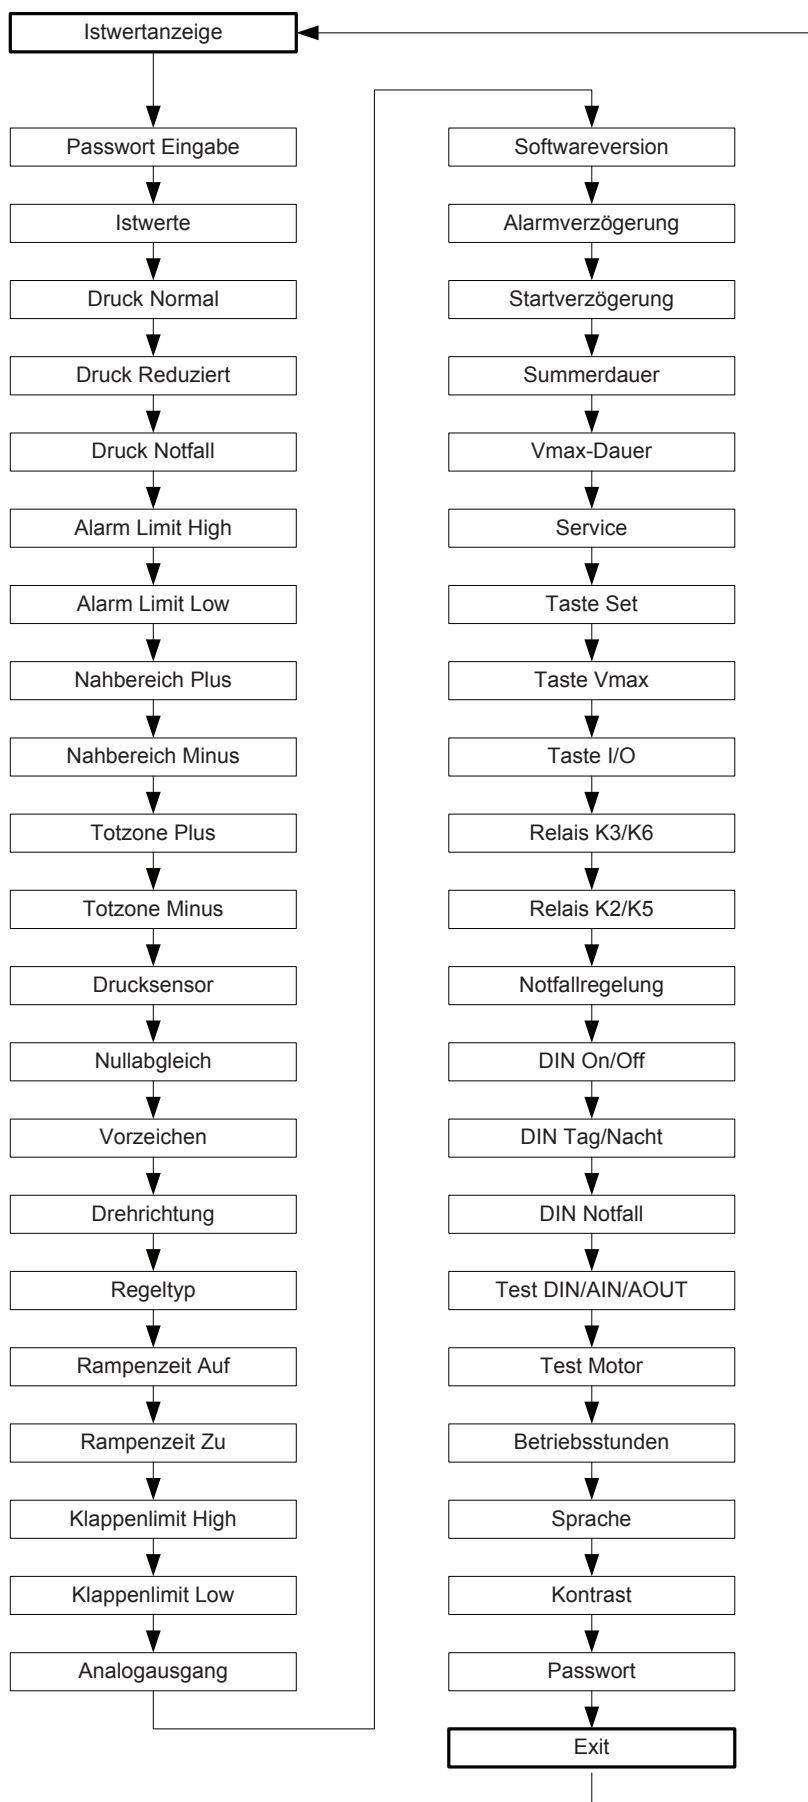 Istwertanzeige
Passwort Eingabe
Istwerte
Druck Normal
Druck Reduziert
Druck Notfall
Alarm Limit High
Alarm Limit Low
Nahbereich Plus
Nahbereich Minus
Totzone Plus
Totzone Minus
Drucksensor
Nullabgleich
Vorzeichen
Drehrichtung
Regeltyp
Rampenzeit Auf
Rampenzeit Zu
Klappenlimit High
Klappenlimit Low
Analogausgang
Softwareversion
Alarmverzögerung
Startverzögerung
Summerdauer
Vmax-Dauer
Service
Taste Set
Taste Vmax
Taste I/O
Relais K3/K6
Relais K2/K5
Notfallregelung
DIN On/Off
DIN Tag/Nacht
DIN Notfall
Test DIN/AIN/AOUT
Test Motor
Betriebsstunden
Sprache
Kontrast
Passwort
Exit